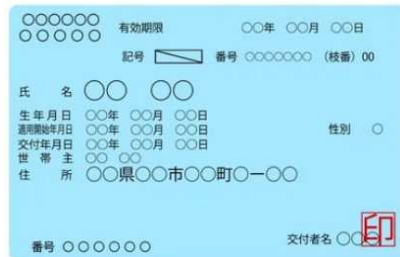 ○○○○○○
○○○○○
有効期限 ○○年 ○○月 ○○日
記号 番号 ○○○○○○○ (枝番) 00
氏 名 ○○ ○○
生年月日 ○○年 ○○月 ○○日
適用開始年月日 ○○年 ○○月 ○○日 性別 ○
交付年月日 ○○年 ○○月 ○○日
世帯主 ○○ ○○
住 所 ○○県○○市○○町○ー○○
番号 ○○○○○○
交付者名 ○○○ 印